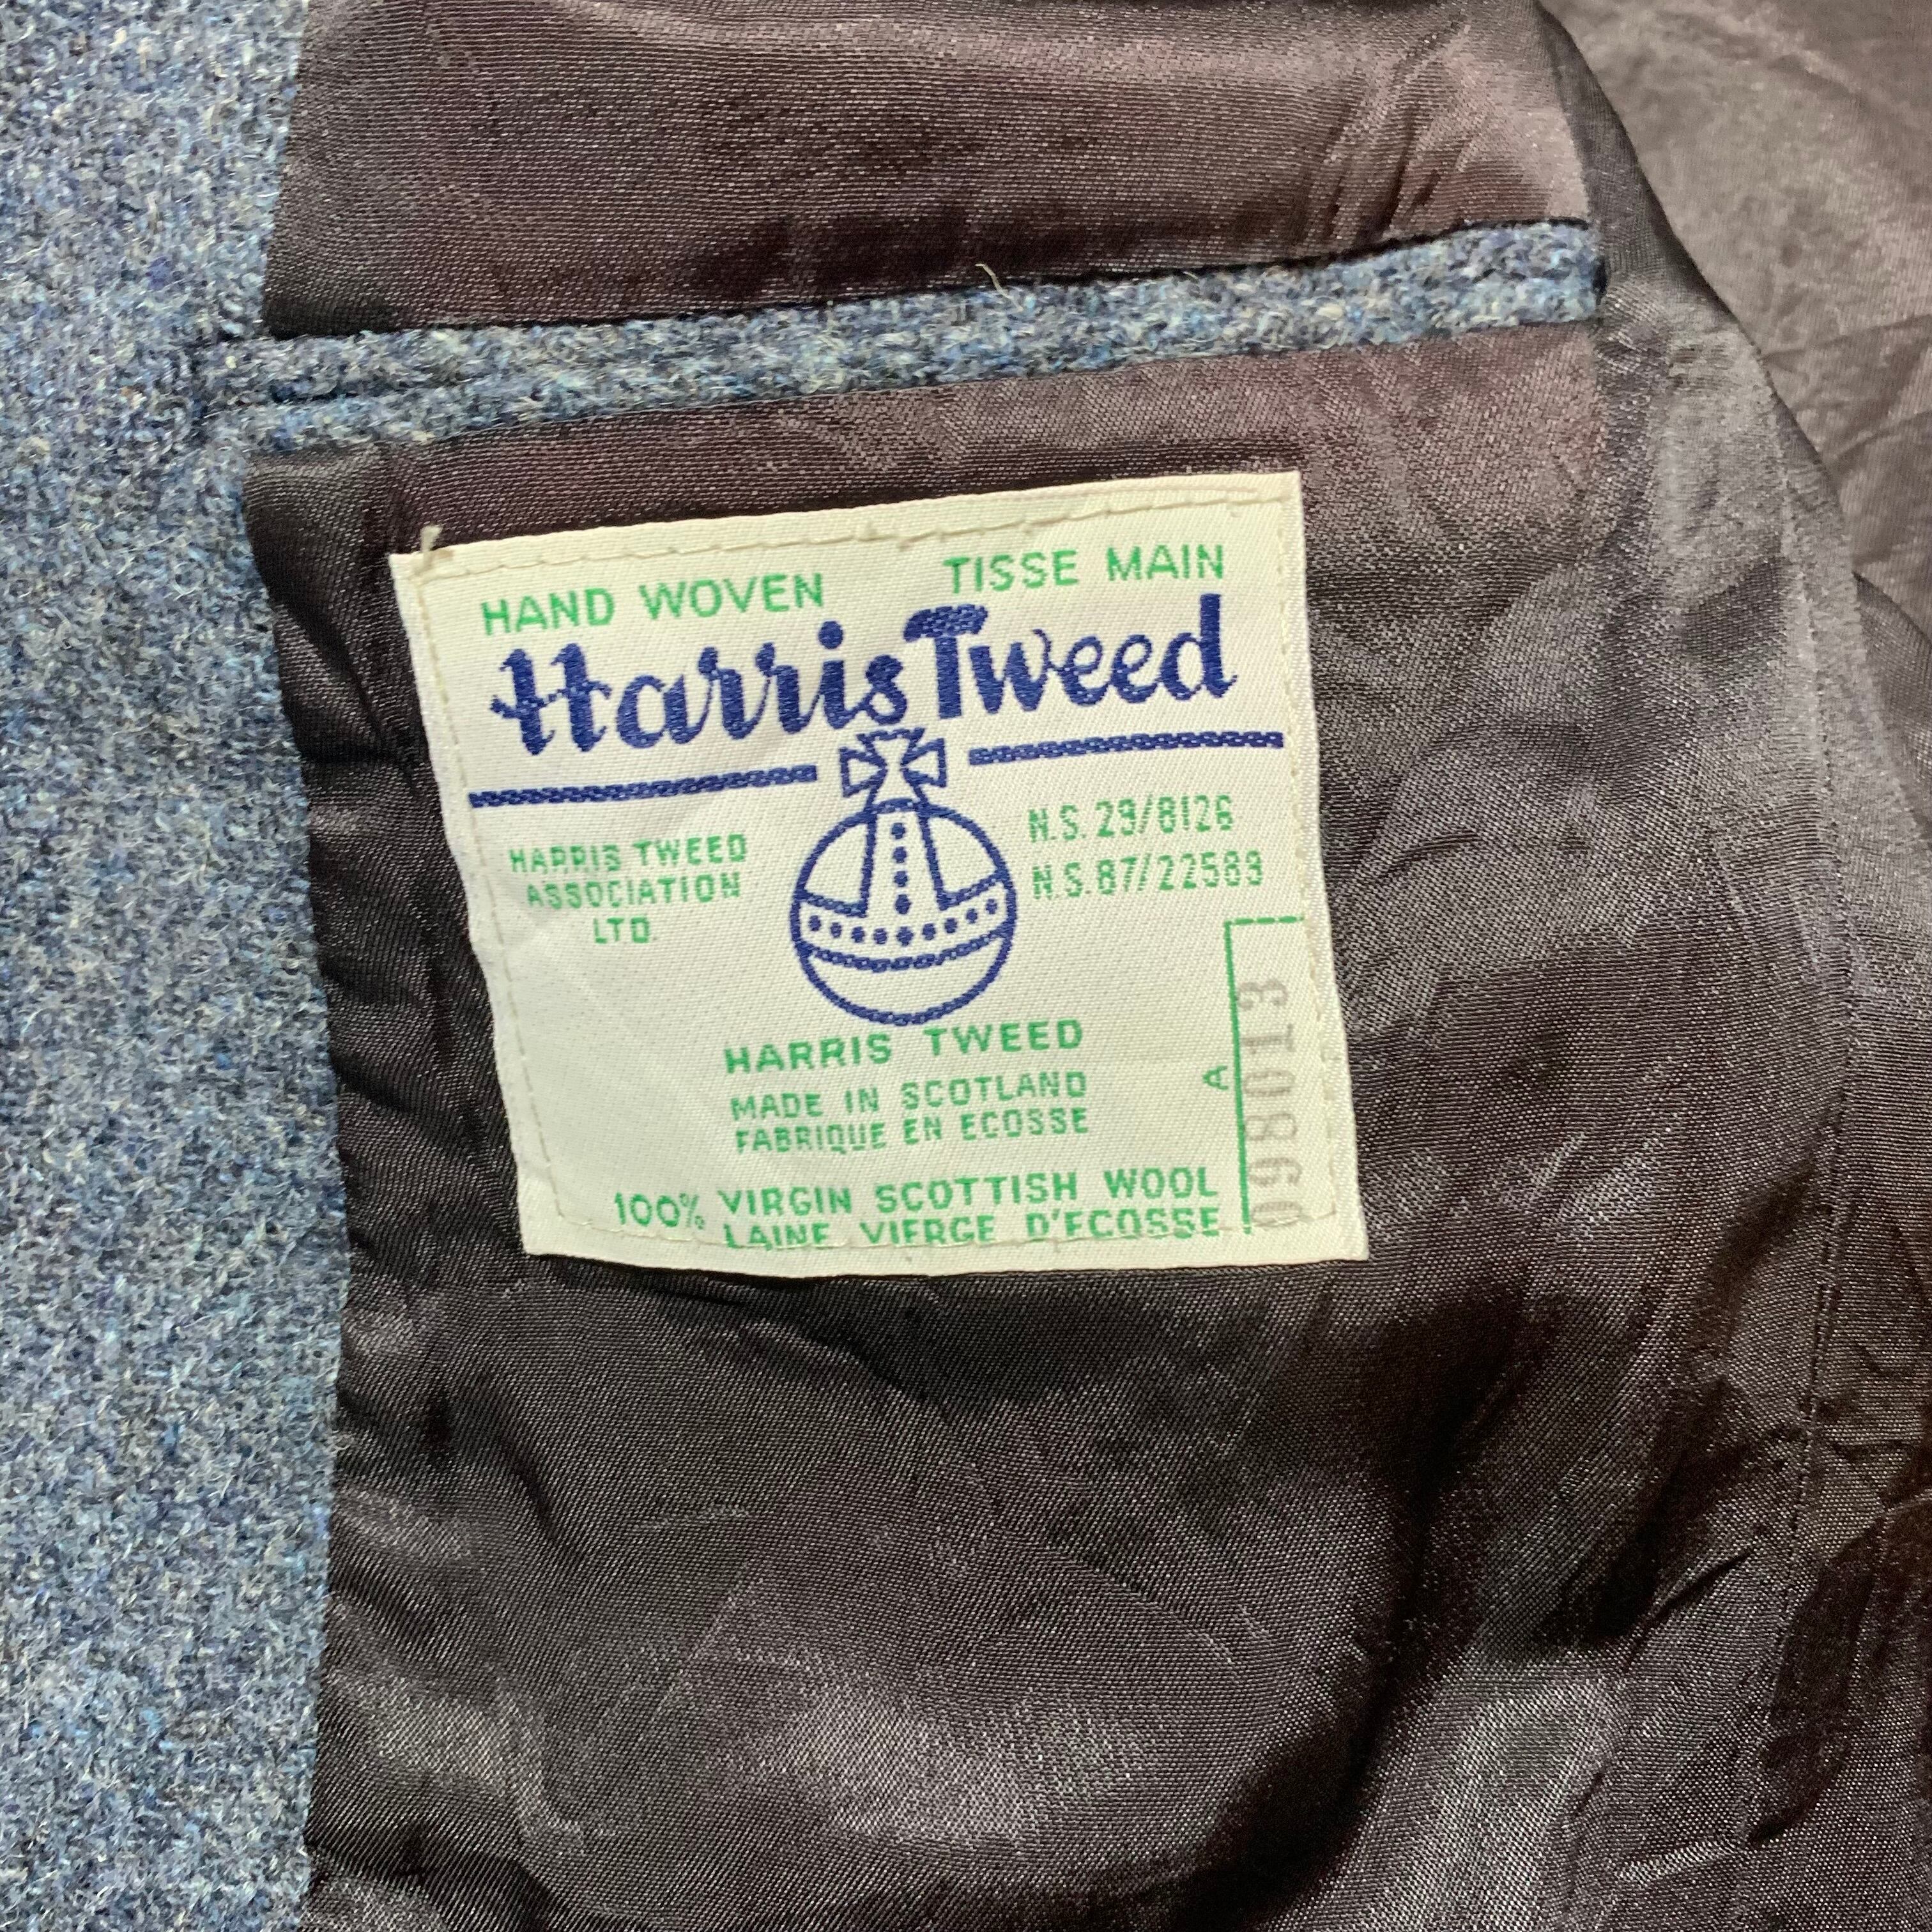 HAND WOVEN TISSE MAIN
Harris Tweed
HARRIS TWEED
ASSOCIATION
LTD.
N.S. 29/8126
N.S. 87/22589
HARRIS TWEED
MADE IN SCOTLAND
FABRIQUE EN ECOSSE
100% VIRGIN SCOTTISH WOOL
LAINE VIERGE D'ECOSSE
A
098013